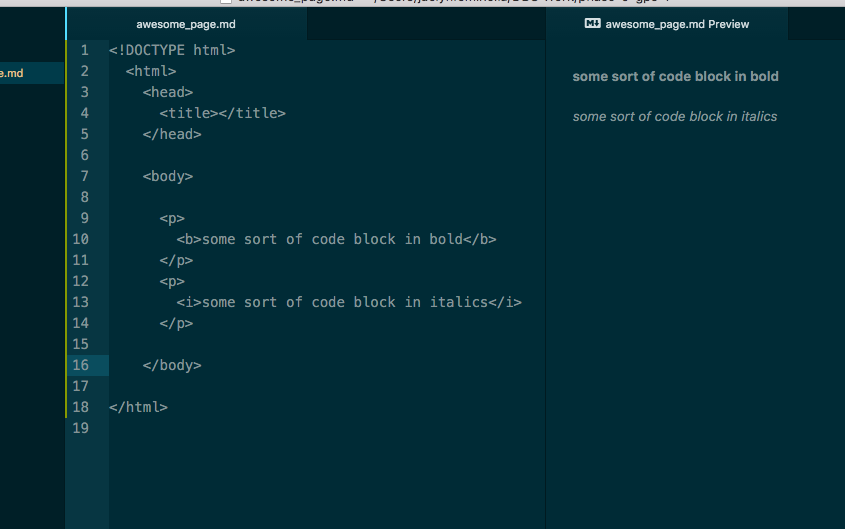 awesome_page.md
M↓ awesome_page.md Preview
e.md
1 <!DOCTYPE html>
2 <html>
3 <head>
4 <title></title>
5 </head>
6
7 <body>
8
9 <p>
10 <b>some sort of code block in bold</b>
11 </p>
12 <p>
13 <i>some sort of code block in italics</i>
14 </p>
15
16 </body>
17
18 </html>
19
some sort of code block in bold
some sort of code block in italics